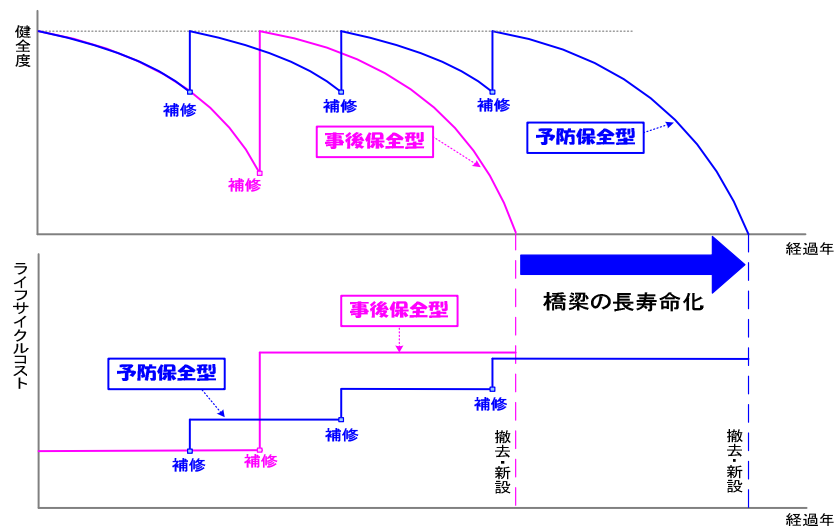 健全度
補修
補修
補修
事後保全型
予防保全型
補修
経過年
橋梁の長寿命化
ライフサイクルコスト
事後保全型
予防保全型
補修
補修
補修
補修
撤去・新設
撤去・新設
経過年